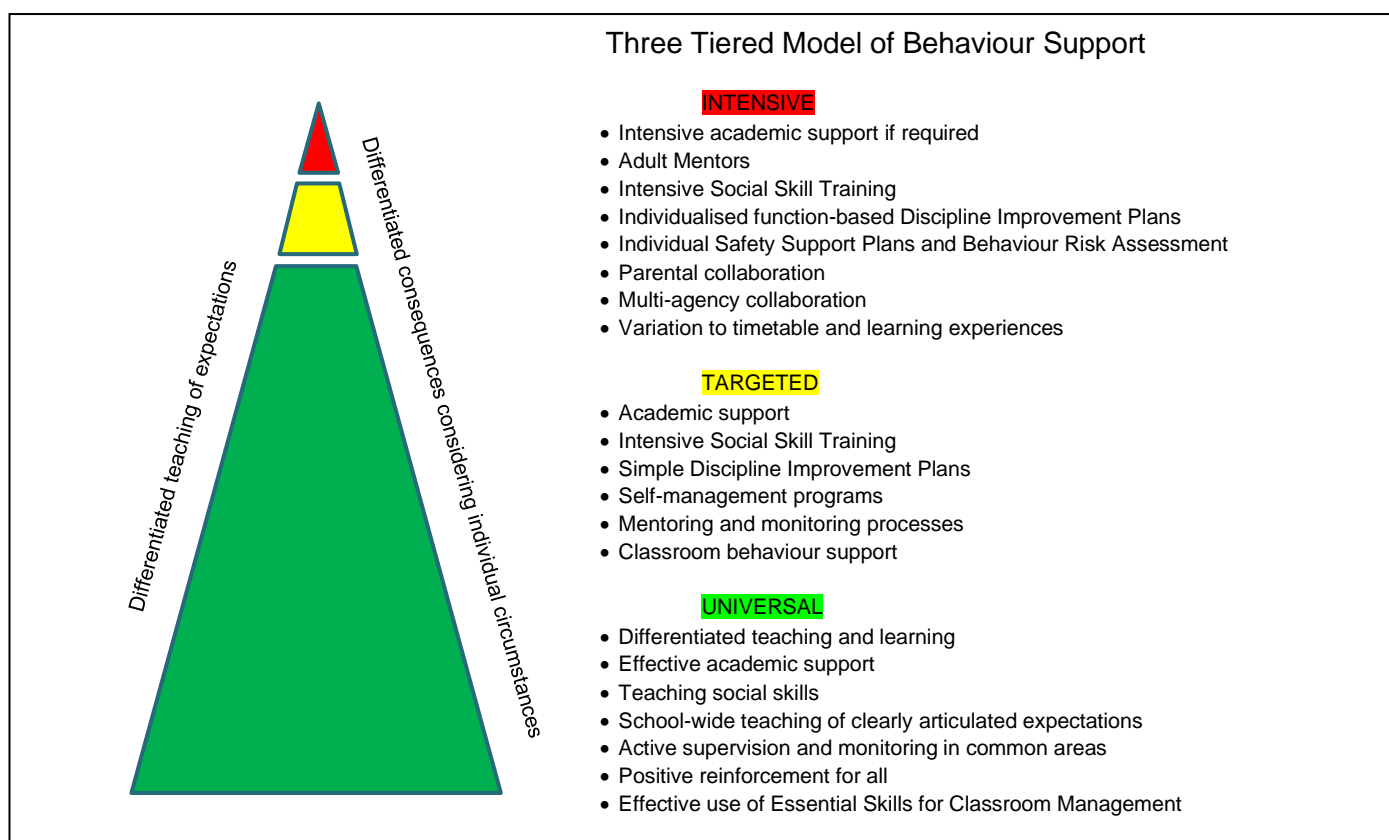 Three Tiered Model of Behaviour Support
Differentiated teaching of expectations
Differentiated consequences considering individual circumstances
INTENSIVE
• Intensive academic support if required
• Adult Mentors
• Intensive Social Skill Training
• Individualised function-based Discipline Improvement Plans
• Individual Safety Support Plans and Behaviour Risk Assessment
• Parental collaboration
• Multi-agency collaboration
• Variation to timetable and learning experiences
TARGETED
• Academic support
• Intensive Social Skill Training
• Simple Discipline Improvement Plans
• Self-management programs
• Mentoring and monitoring processes
• Classroom behaviour support
UNIVERSAL
• Differentiated teaching and learning
• Effective academic support
• Teaching social skills
• School-wide teaching of clearly articulated expectations
• Active supervision and monitoring in common areas
• Positive reinforcement for all
• Effective use of Essential Skills for Classroom Management